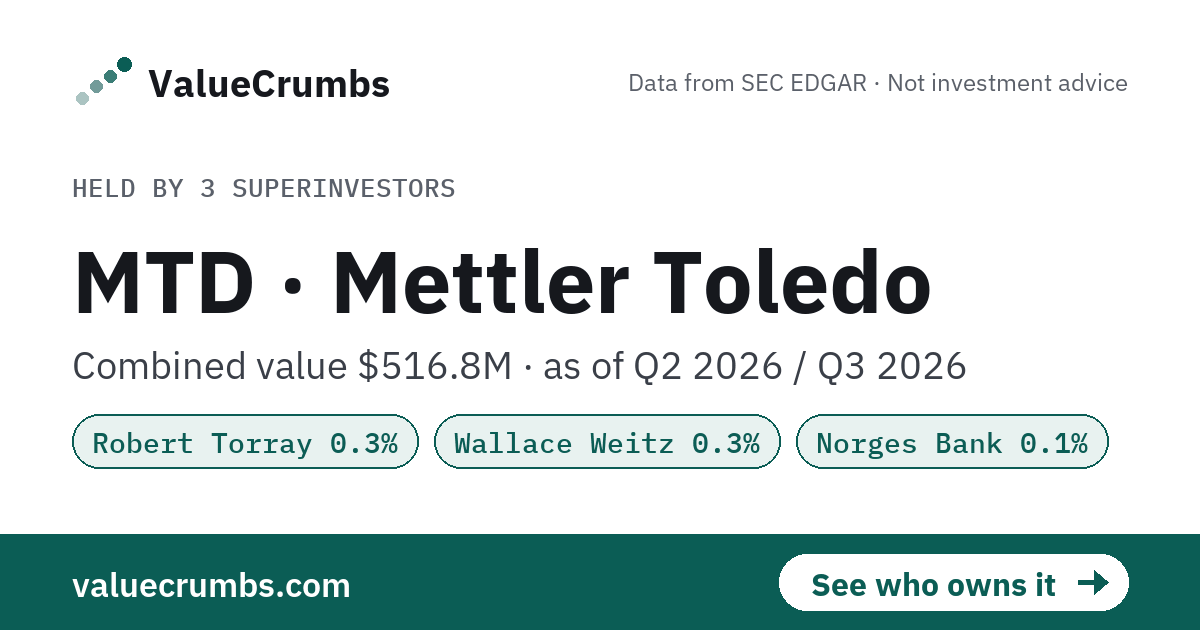 ValueCrumbs
Data from SEC EDGAR · Not investment advice
HELD BY 3 SUPERINVESTORS
MTD · Mettler Toledo
Combined value $516.8M · as of Q2 2026 / Q3 2026
Robert Torray 0.3% Wallace Weitz 0.3% Norges Bank 0.1%
valuecrumbs.com
See who owns it →